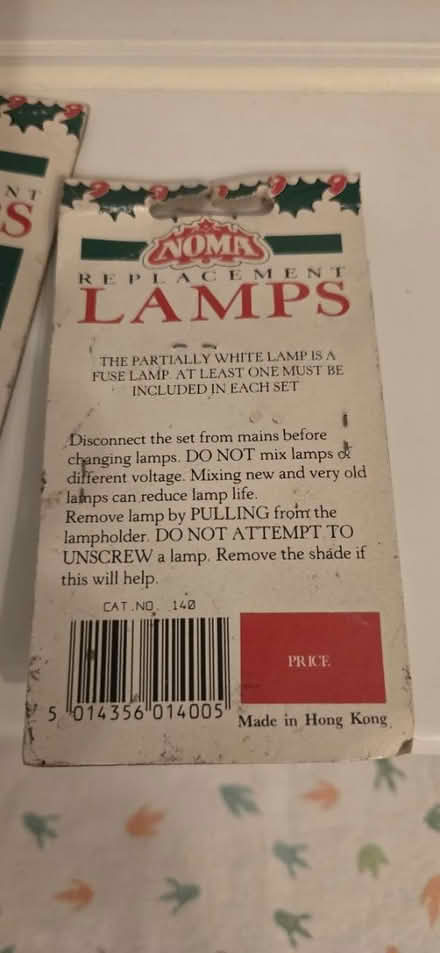 NT
S
NOMA
REPLACEMENT
LAMPS
THE PARTIALLY WHITE LAMP IS A
FUSE LAMP. AT LEAST ONE MUST BE
INCLUDED IN EACH SET
Disconnect the set from mains before
changing lamps. DO NOT mix lamps of
different voltage. Mixing new and very old
lamps can reduce lamp life.
Remove lamp by PULLING from the
lampholder. DO NOT ATTEMPT TO
UNSCREW a lamp. Remove the shade if
this will help.
CAT.NO. 140
PRICE
5 014356 014005
Made in Hong Kong